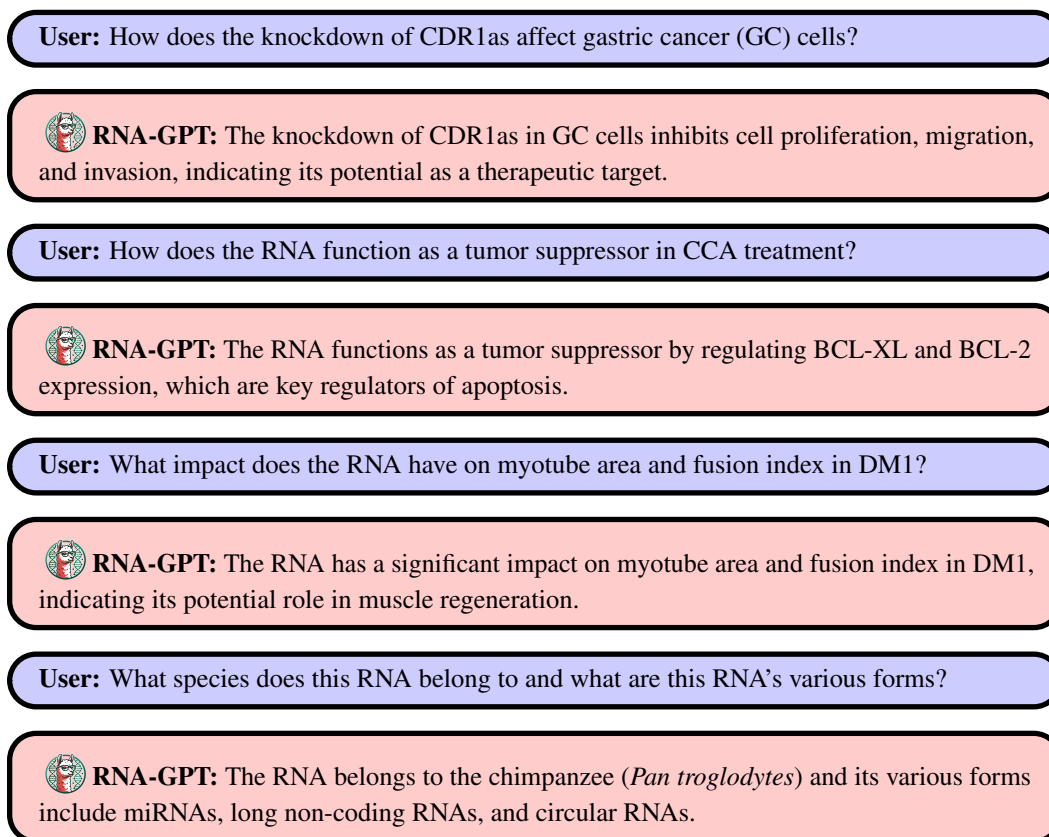 User: How does the knockdown of CDR1as affect gastric cancer (GC) cells?
RNA-GPT: The knockdown of CDR1as in GC cells inhibits cell proliferation, migration,
and invasion, indicating its potential as a therapeutic target.
User: How does the RNA function as a tumor suppressor in CCA treatment?
RNA-GPT: The RNA functions as a tumor suppressor by regulating BCL-XL and BCL-2
expression, which are key regulators of apoptosis.
User: What impact does the RNA have on myotube area and fusion index in DM1?
RNA-GPT: The RNA has a significant impact on myotube area and fusion index in DM1,
indicating its potential role in muscle regeneration.
User: What species does this RNA belong to and what are this RNA's various forms?
RNA-GPT: The RNA belongs to the chimpanzee (Pan troglodytes) and its various forms
include miRNAs, long non-coding RNAs, and circular RNAs.